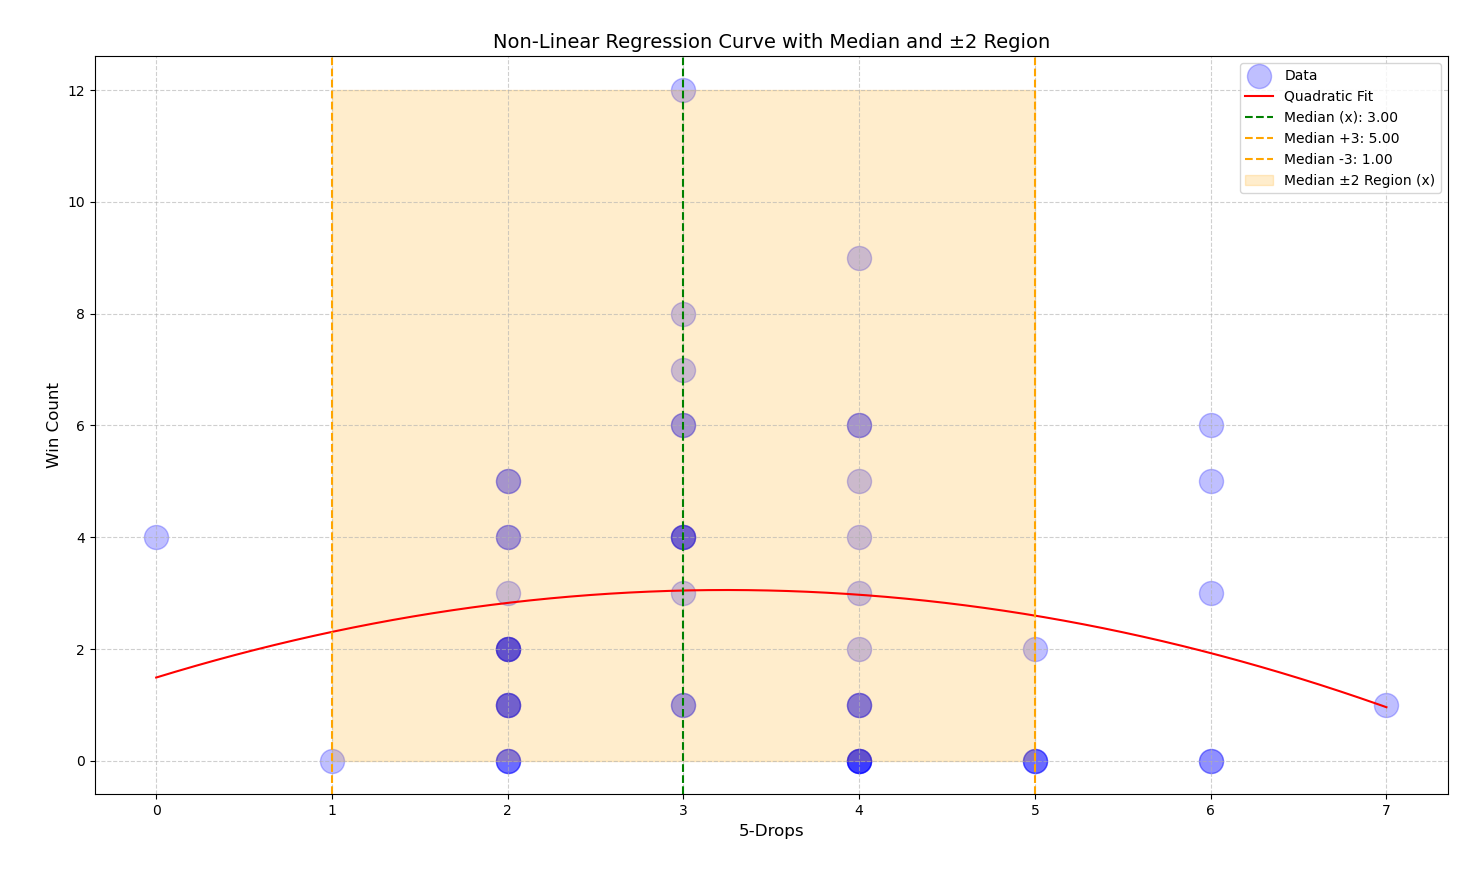 Non-Linear Regression Curve with Median and ±2 Region
Data
Quadratic Fit
Median (x): 3.00
Median +3: 5.00
Median -3: 1.00
Median ±2 Region (x)
Win Count
12
10
8
6
4
2
0
0 1 2 3 4 5 6 7
5-Drops